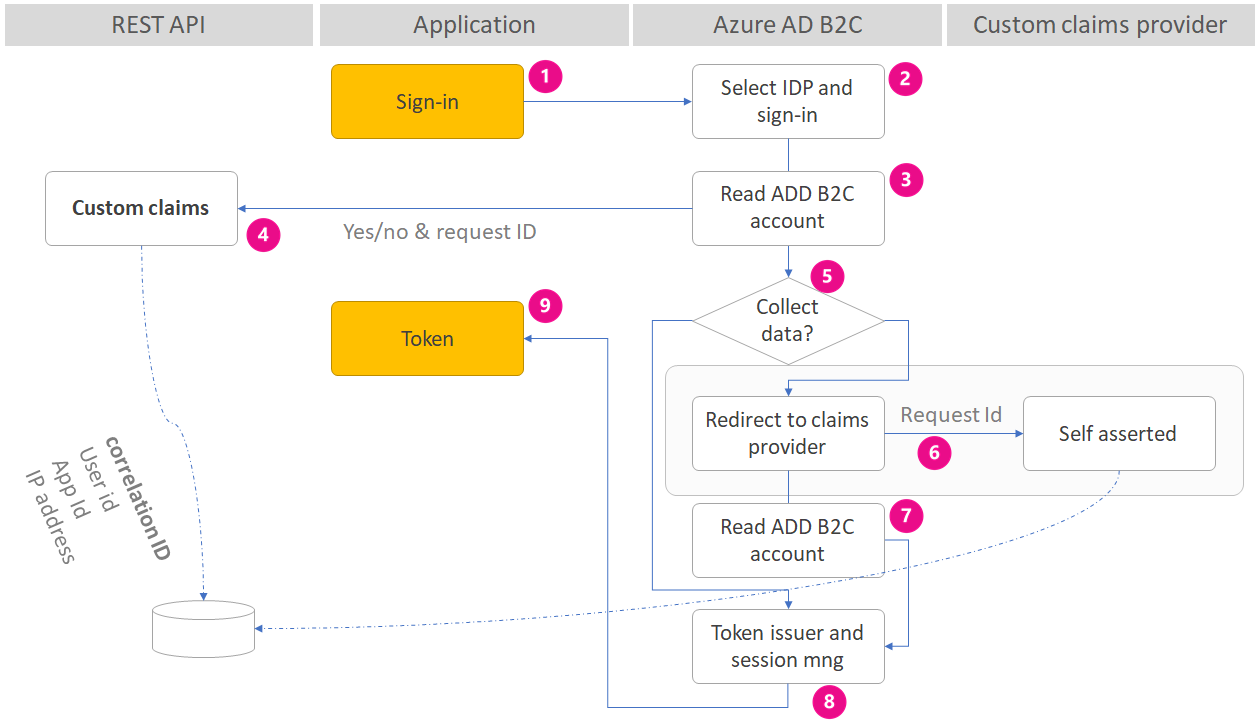 REST API
Application
Azure AD B2C
Custom claims provider
Sign-in
1
Select IDP and
sign-in
2
Custom claims
4
Yes/no & request ID
Read ADD B2C
account
3
5
Collect
data?
Token
9
Redirect to claims
provider
Request Id
6
Self asserted
correlationID
User id
App Id
IP address
Read ADD B2C
account
7
Token issuer and
session mng
8